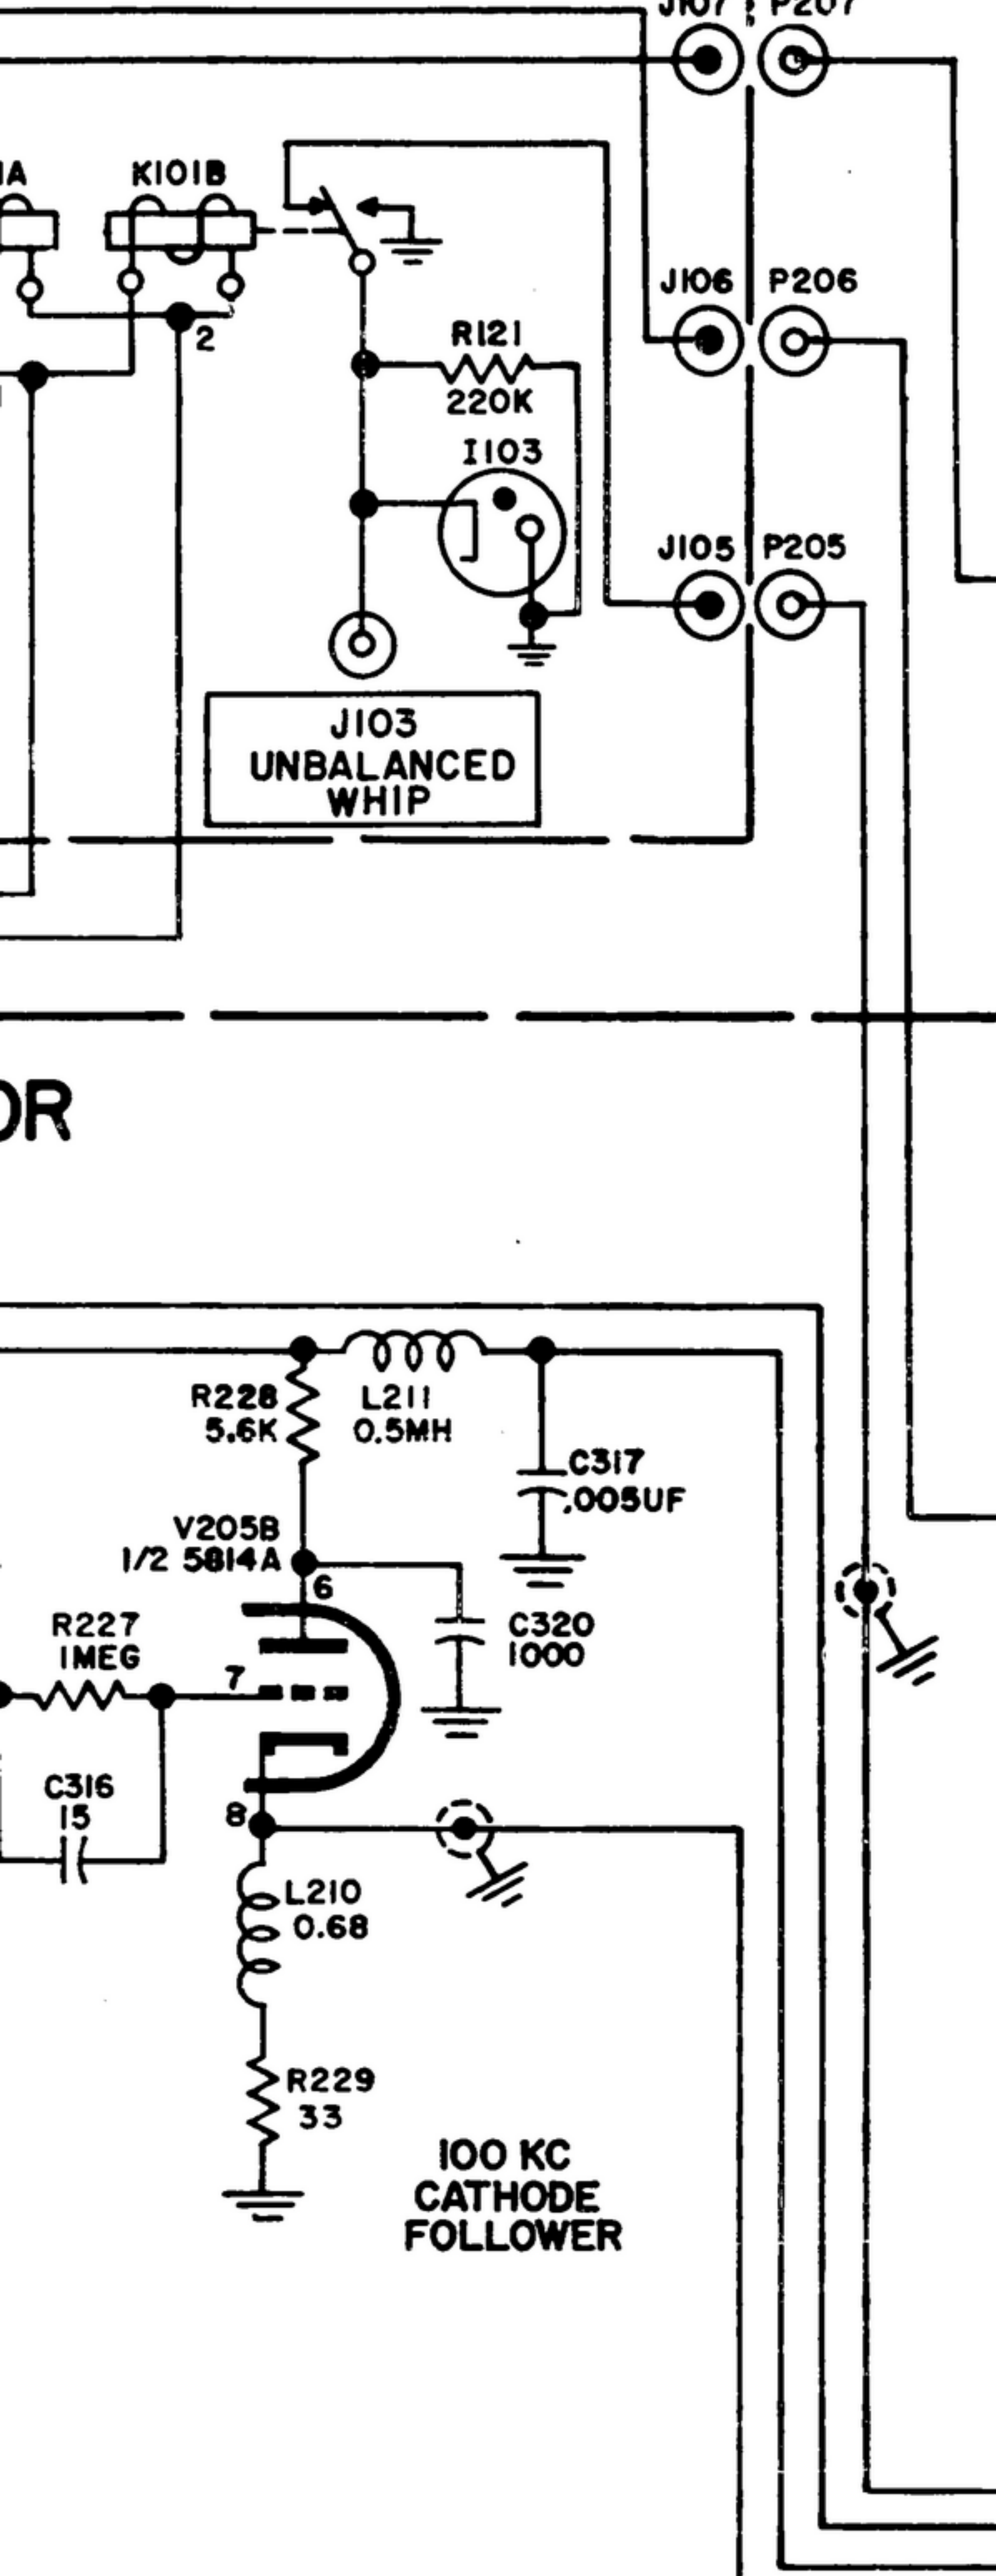 J107 P207
1A
K101B
2
J106 P206
R121
220K
I103
J105 P205
J103
UNBALANCED
WHIP
OR
R228
5.6K
L211
0.5MH
C317
.005UF
V205B
1/2 5814A
6
C320
1000
R227
1MEG
7
C316
15
8
L210
0.68
R229
33
100 KC
CATHODE
FOLLOWER